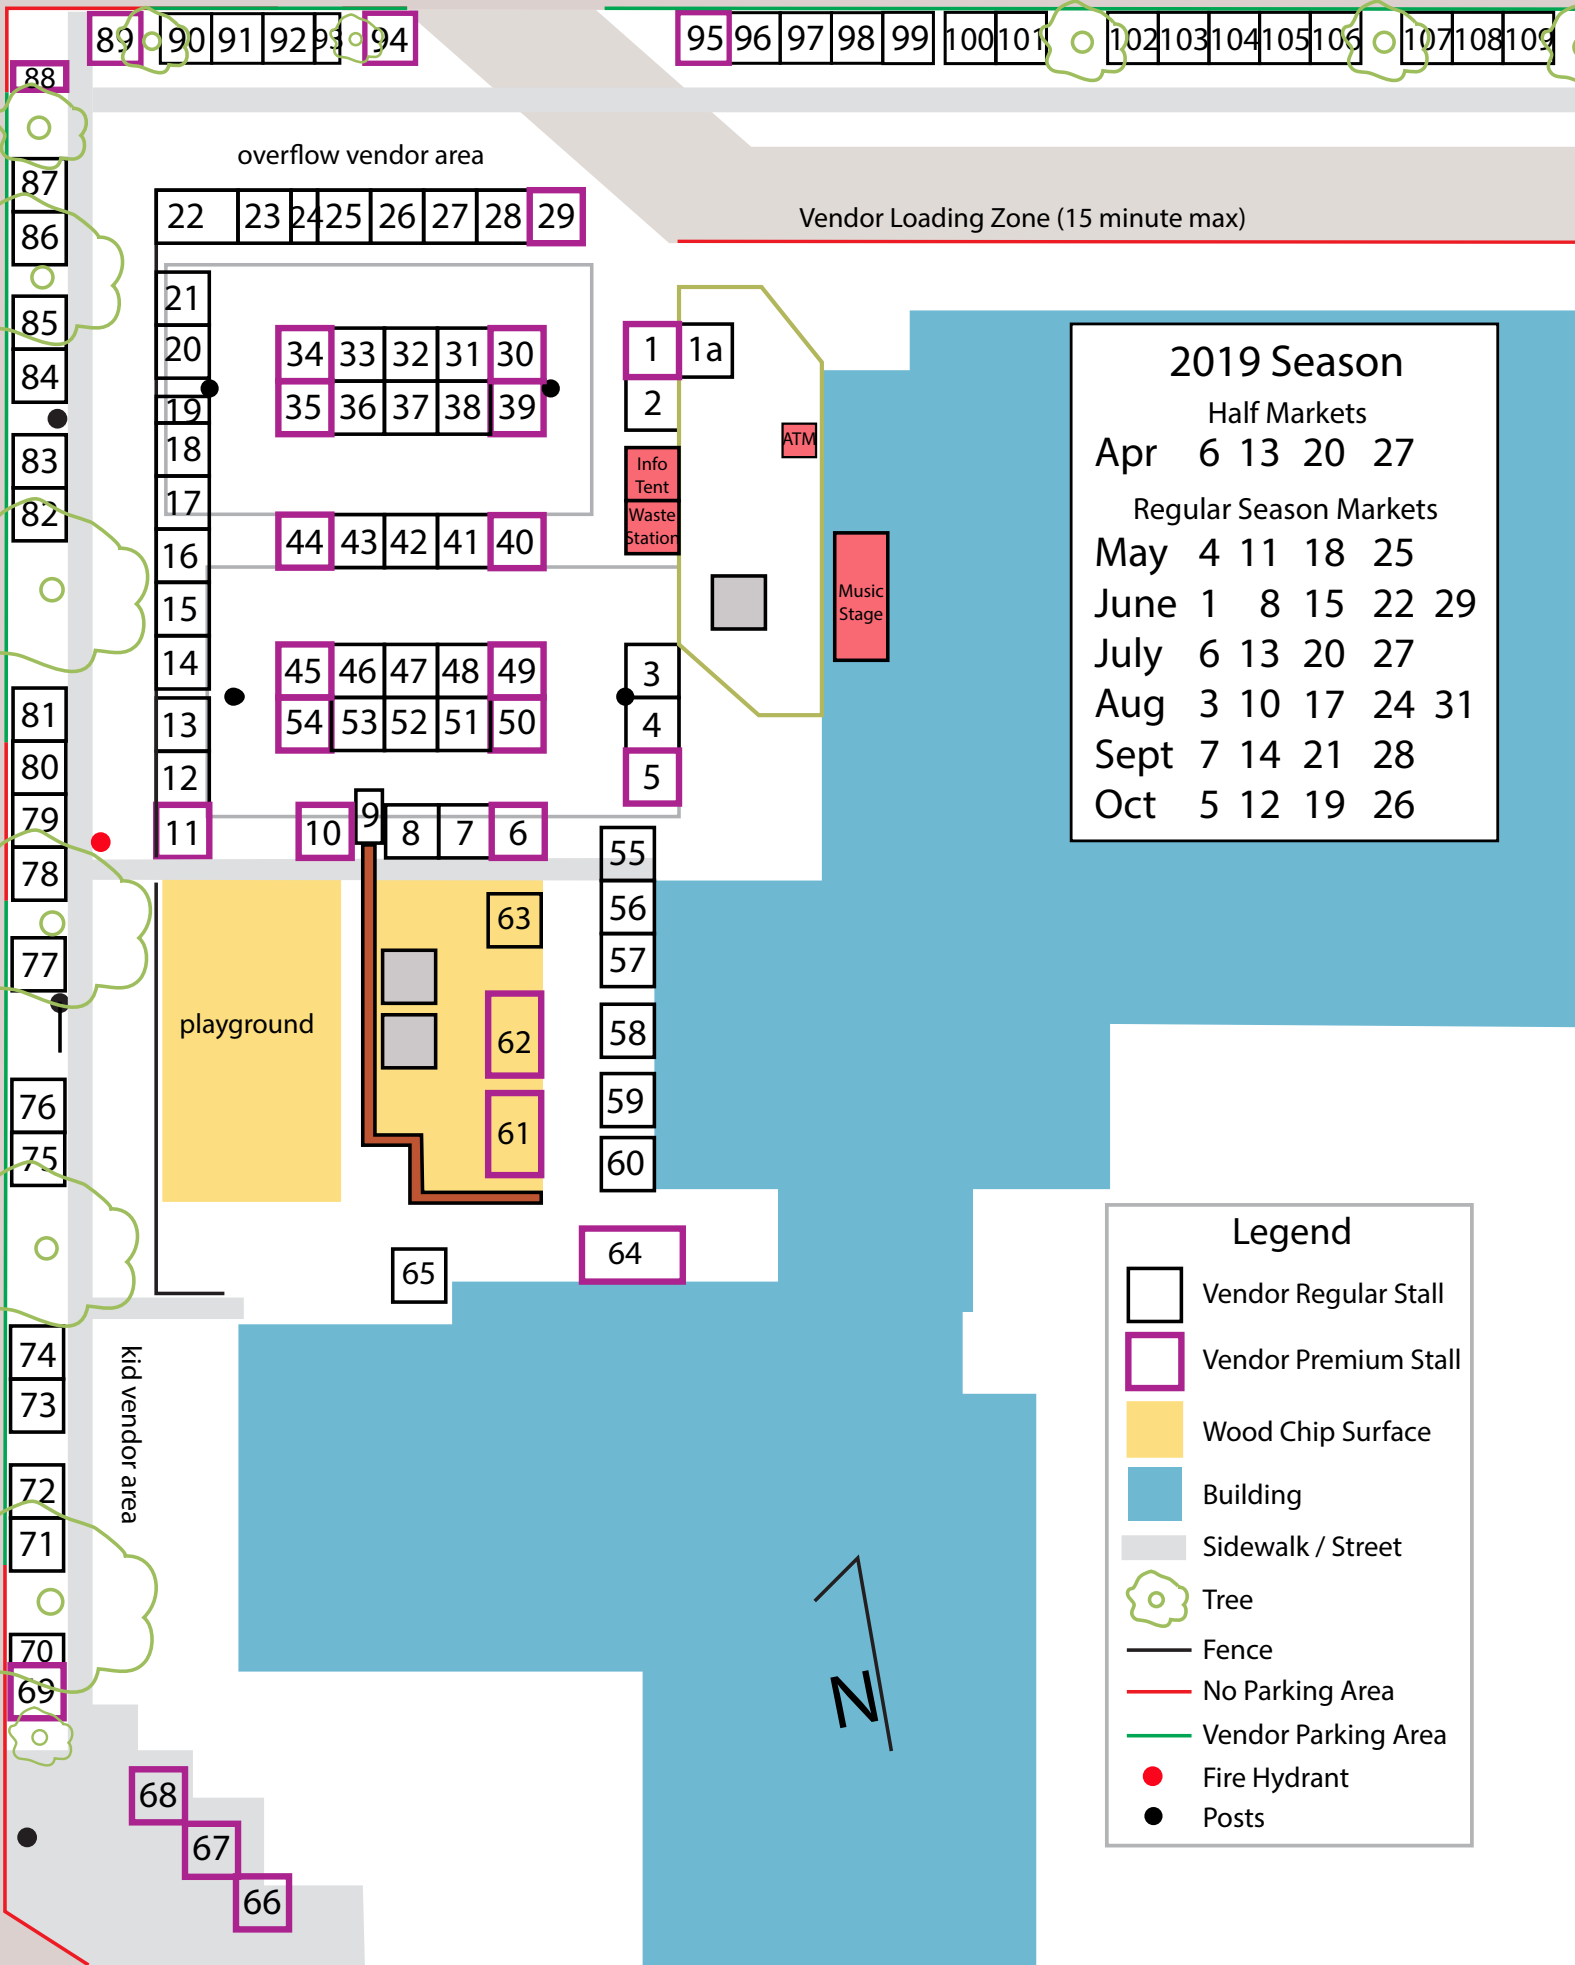 89 90 91 92 93 94 95 96 97 98 99 100 101 102 103 104 105 106 107 108 109
88
overflow vendor area
87
22 23 24 25 26 27 28 29
Vendor Loading Zone (15 minute max)
86
21
85
20
34 33 32 31 30
1 1a
84
19
35 36 37 38 39
2
18
ATM
83
Info
Tent
17
82
Waste
Station
16
44 43 42 41 40
15
Music
Stage
14
45 46 47 48 49
3
81
13
54 53 52 51 50
4
80
12
5
79
11 10 9 8 7 6
78
55
63
56
77
57
playground
62
58
76
61
59
75
60
65
64
74
73
kid vendor area
72
71
70
69
68
67
66
2019 Season
Half Markets
Apr 6 13 20 27
Regular Season Markets
May 4 11 18 25
June 1 8 15 22 29
July 6 13 20 27
Aug 3 10 17 24 31
Sept 7 14 21 28
Oct 5 12 19 26
Legend
Vendor Regular Stall
Vendor Premium Stall
Wood Chip Surface
Building
Sidewalk / Street
Tree
Fence
No Parking Area
Vendor Parking Area
Fire Hydrant
Posts
N